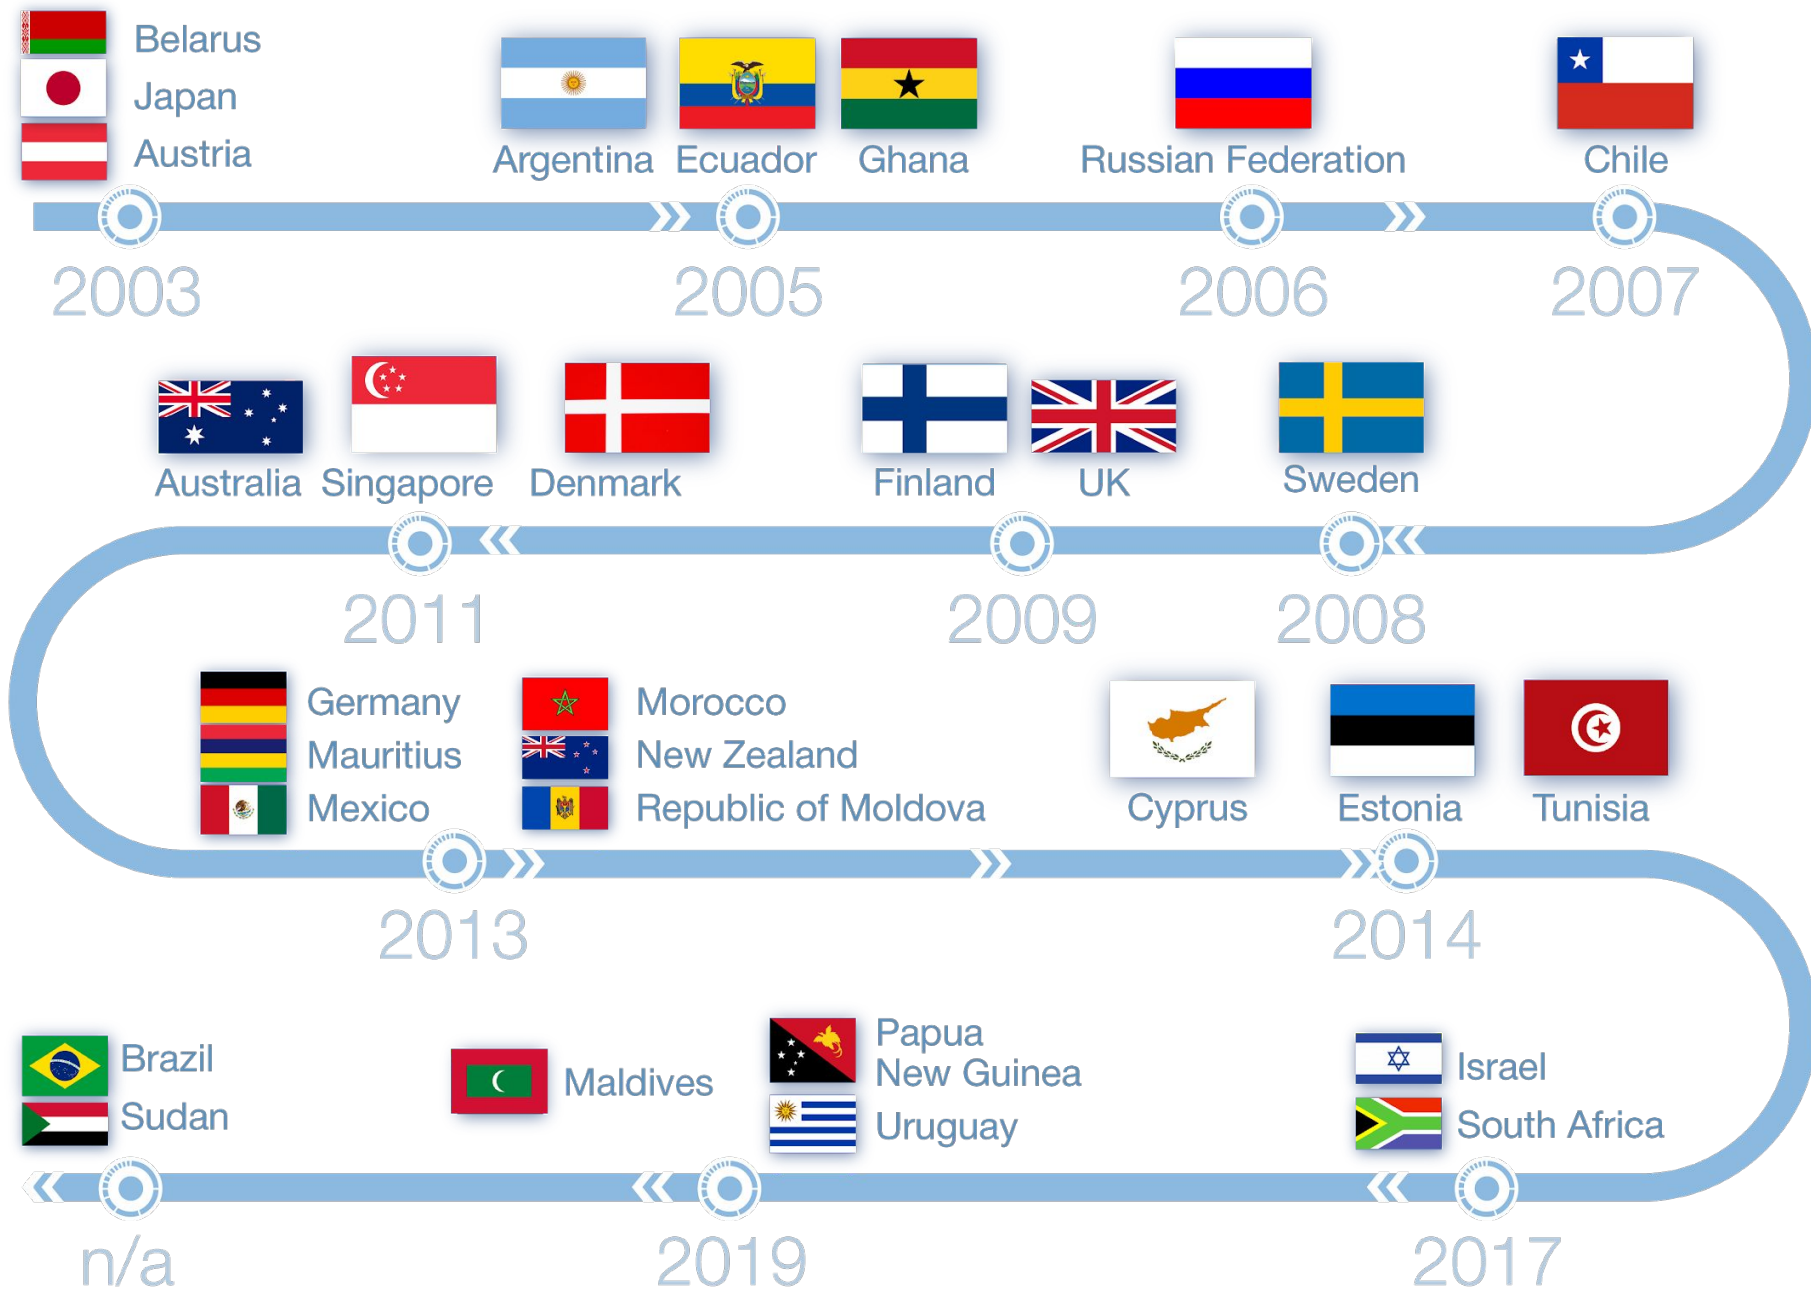 Belarus
Japan
Austria
Argentina
Ecuador
Ghana
Russian Federation
Chile
2003
2005
2006
2007
Australia
Singapore
Denmark
Finland
UK
Sweden
2011
2009
2008
Germany
Mauritius
Mexico
Morocco
New Zealand
Republic of Moldova
Cyprus
Estonia
Tunisia
2013
2014
Brazil
Sudan
Maldives
Papua
New Guinea
Uruguay
Israel
South Africa
n/a
2019
2017